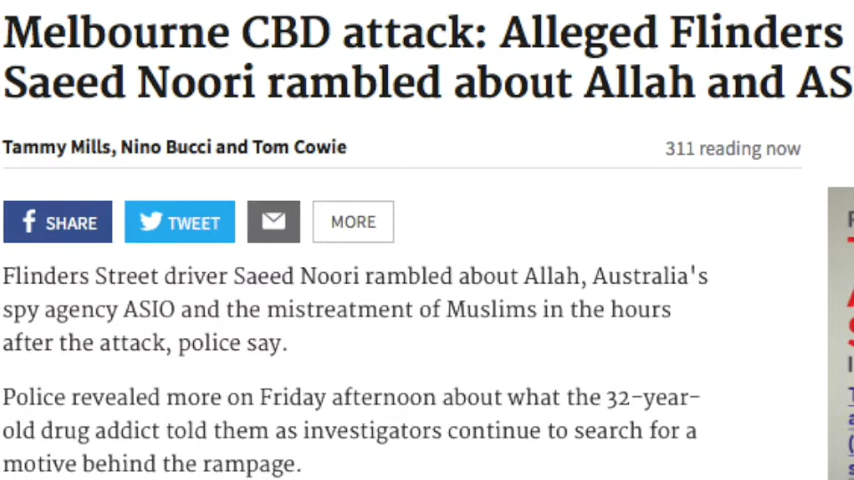 Melbourne CBD attack: Alleged Flinders
Saeed Noori rambled about Allah and AS
Tammy Mills, Nino Bucci and Tom Cowie
311 reading now
f SHARE
TWEET
MORE
Flinders Street driver Saeed Noori rambled about Allah, Australia's
spy agency ASIO and the mistreatment of Muslims in the hours
after the attack, police say.
Police revealed more on Friday afternoon about what the 32-year-
old drug addict told them as investigators continue to search for a
motive behind the rampage.